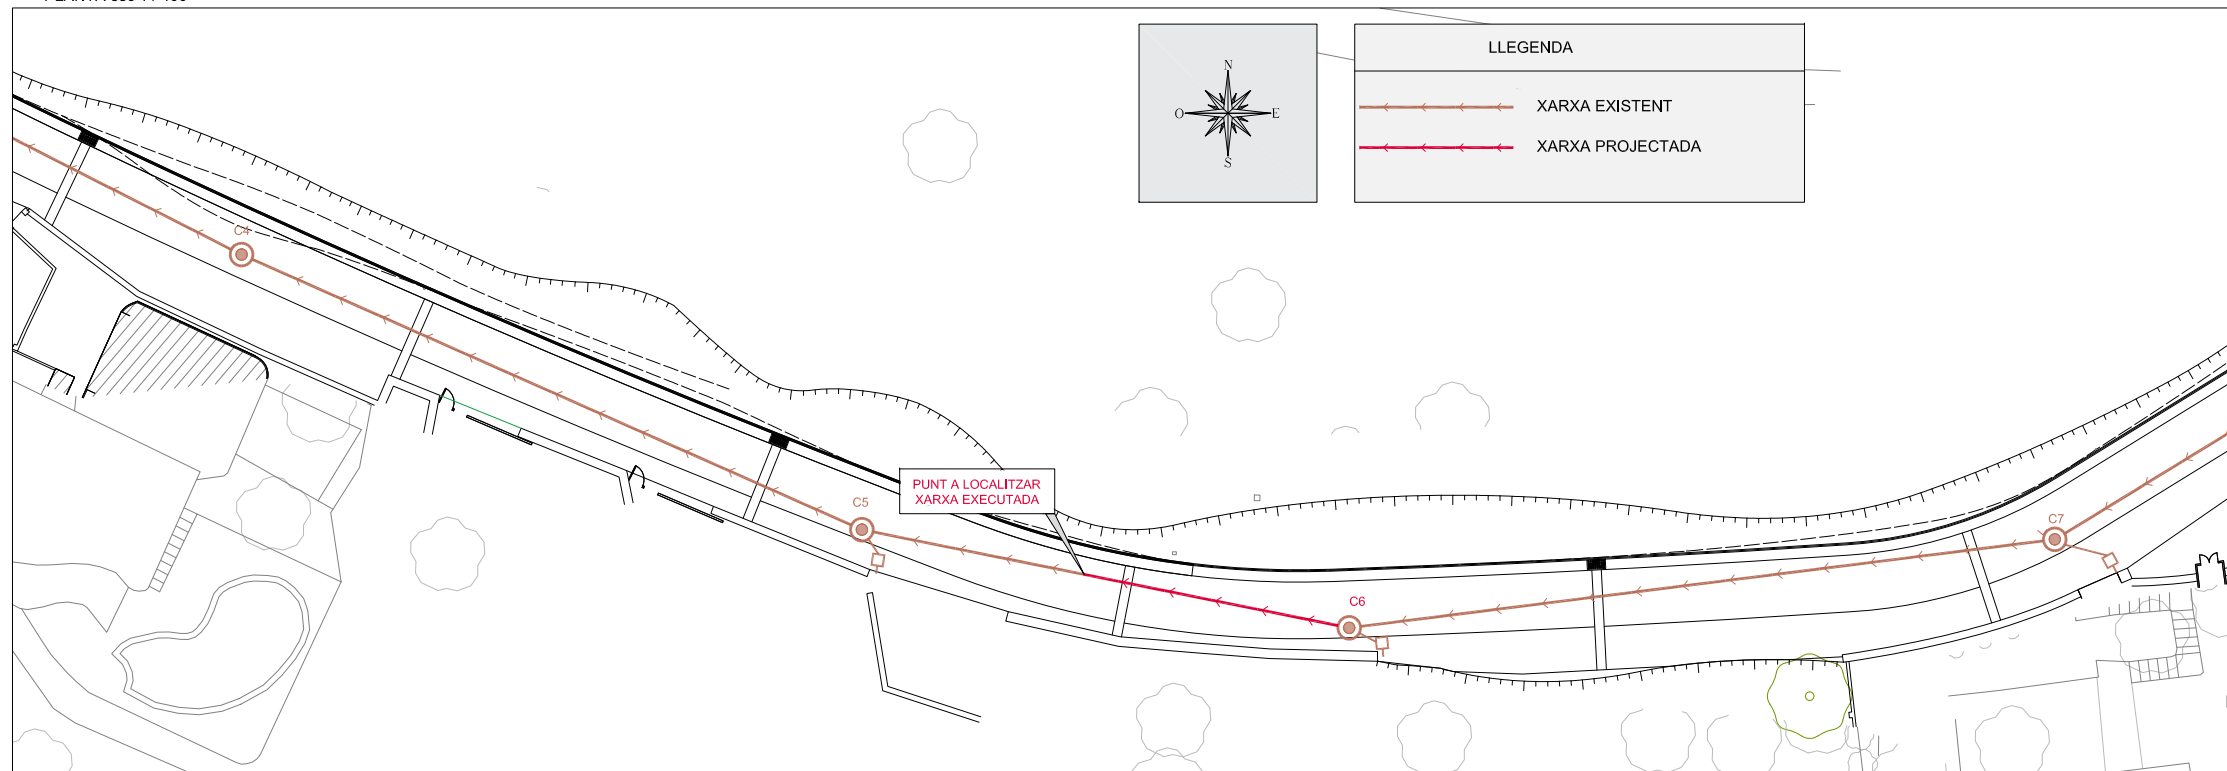 N
O
E
S
LLEGENDA
XARXA EXISTENT
XARXA PROJECTADA
C4
PUNT A LOCALITZAR
XARXA EXECUTADA
C5
C6
C7